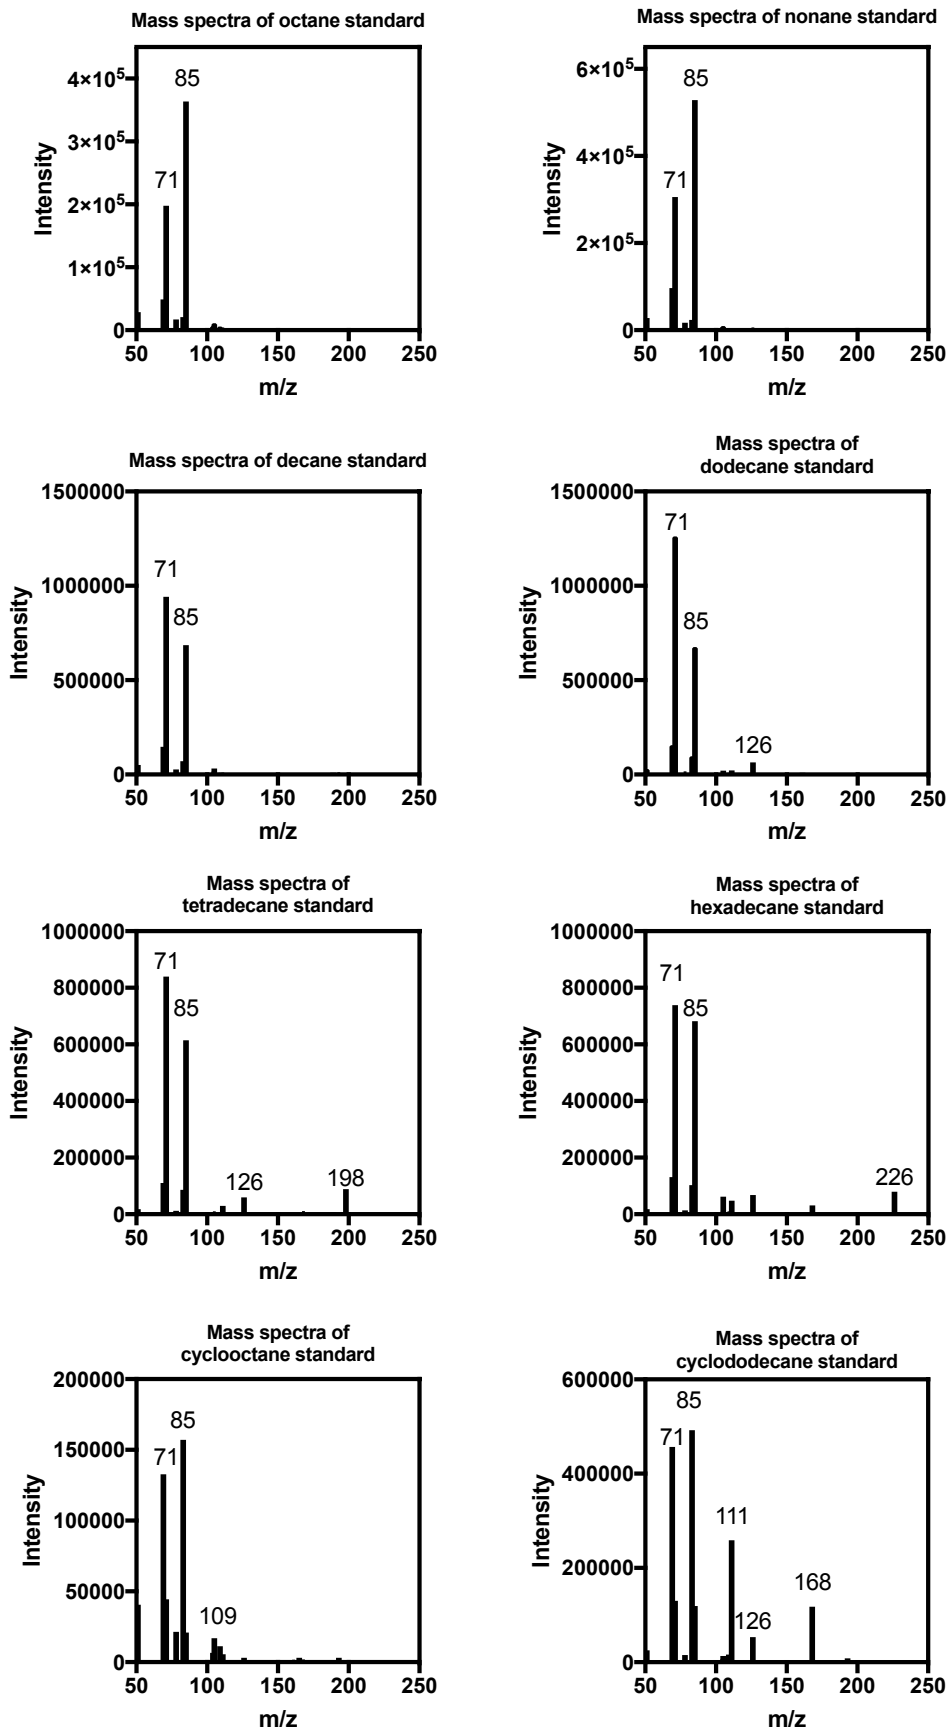 Mass spectra of octane standard
4×10⁵
3×10⁵
2×10⁵
1×10⁵
0
Intensity
85
71
50 100 150 200 250
m/z
Mass spectra of nonane standard
6×10⁵
4×10⁵
2×10⁵
0
Intensity
85
71
50 100 150 200 250
m/z
Mass spectra of decane standard
1500000
1000000
500000
0
Intensity
71
85
50 100 150 200 250
m/z
Mass spectra of
dodecane standard
1500000
1000000
500000
0
Intensity
71
85
126
50 100 150 200 250
m/z
Mass spectra of
tetradecane standard
1000000
800000
600000
400000
200000
0
Intensity
71
85
126
198
50 100 150 200 250
m/z
Mass spectra of
hexadecane standard
1000000
800000
600000
400000
200000
0
Intensity
71
85
226
50 100 150 200 250
m/z
Mass spectra of
cyclooctane standard
200000
150000
100000
50000
0
Intensity
85
71
109
50 100 150 200 250
m/z
Mass spectra of
cyclododecane standard
600000
400000
200000
0
Intensity
85
71
111
168
126
50 100 150 200 250
m/z